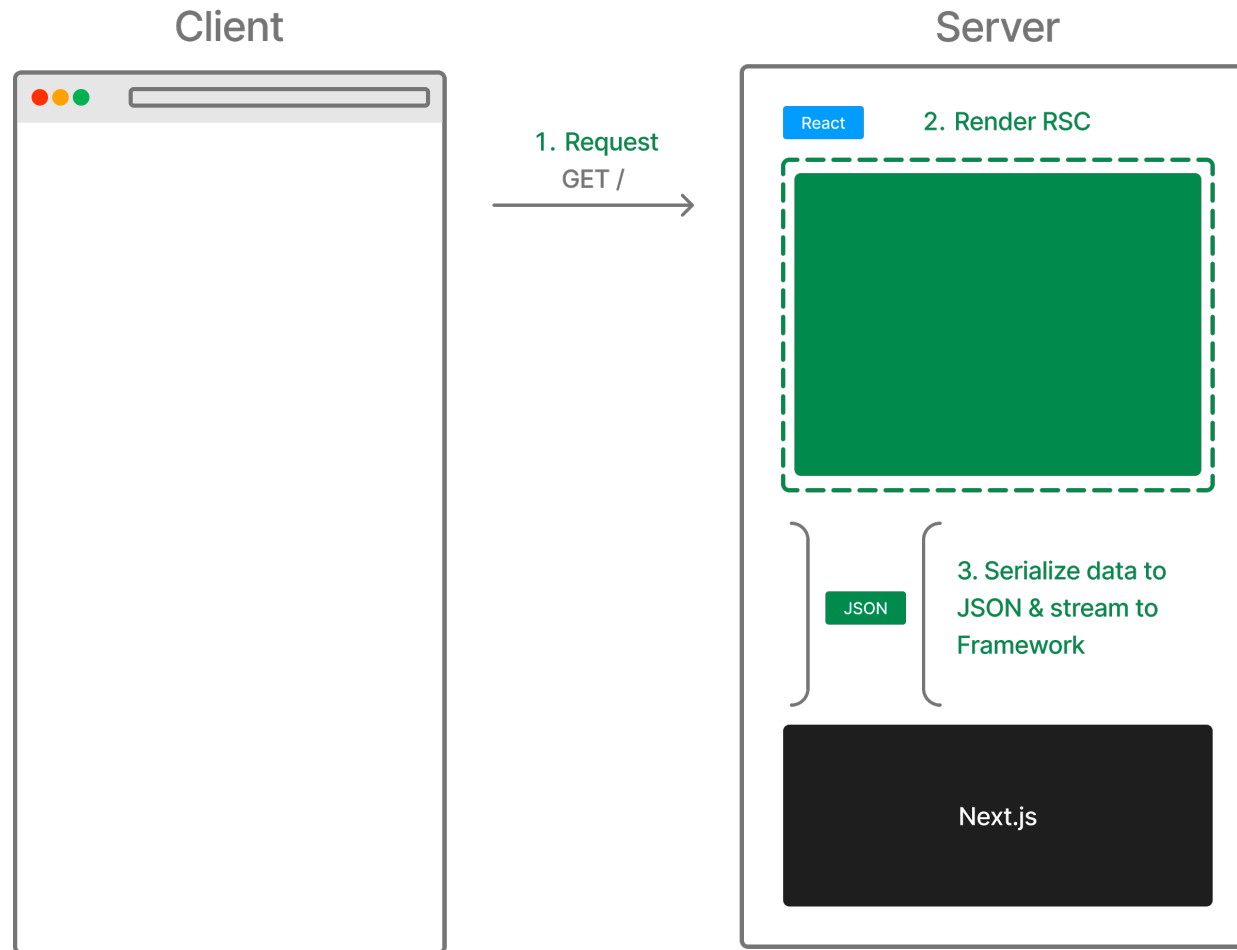 Client
Server
1. Request
GET /
React
2. Render RSC
JSON
3. Serialize data to
JSON & stream to
Framework
Next.js